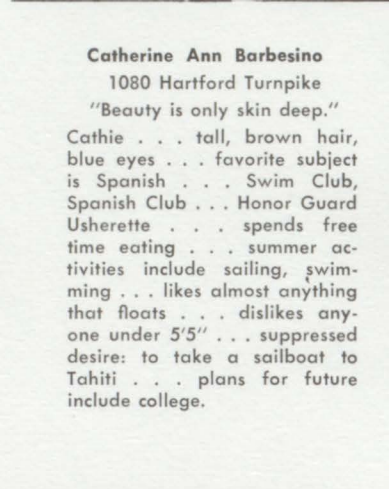 Catherine Ann Barbesino
1080 Hartford Turnpike
"Beauty is only skin deep."
Cathie . . . tall, brown hair,
blue eyes . . . favorite subject
is Spanish . . . Swim Club,
Spanish Club . . . Honor Guard
Usherette . . . spends free
time eating . . . summer ac-
tivities include sailing, swim-
ming . . . likes almost anything
that floats . . . dislikes any-
one under 5'5" . . . suppressed
desire: to take a sailboat to
Tahiti . . . plans for future
include college.